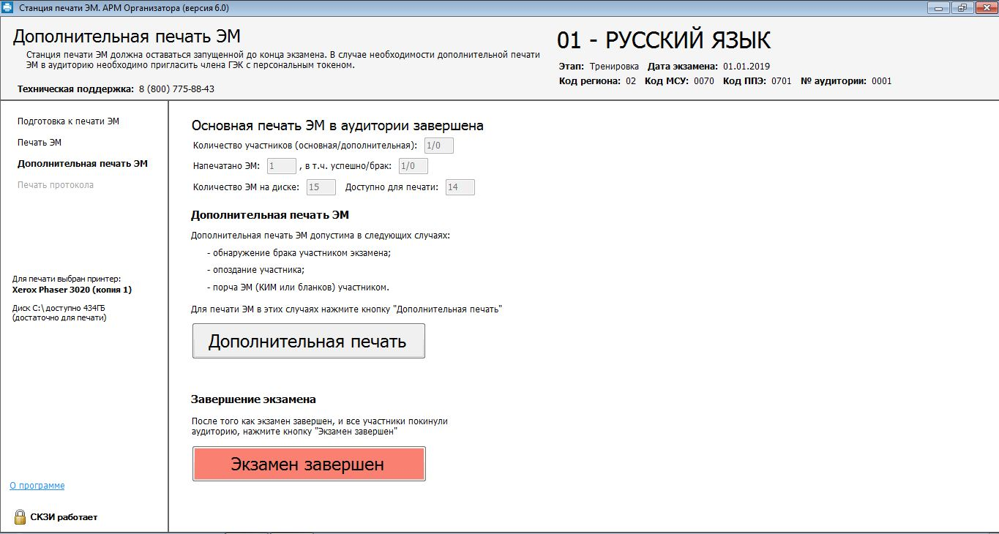 Станция печати ЭМ. АРМ Организатора (версия 6.0)
Дополнительная печать ЭМ
Станция печати ЭМ должна оставаться запущенной до конца экзамена. В случае необходимости дополнительной печати
ЭМ в аудиторию необходимо пригласить члена ГЭК с персональным токеном.
Техническая поддержка: 8 (800) 775-88-43
01 - РУССКИЙ ЯЗЫК
Этап: Тренировка Дата экзамена: 01.01.2019
Код региона: 02 Код МСУ: 0070 Код ППЭ: 0701 № аудитории: 0001
Подготовка к печати ЭМ
Печать ЭМ
Дополнительная печать ЭМ
Печать протокола
Для печати выбран принтер:
Xerox Phaser 3020 (копия 1)
Диск C:\ доступно 434ГБ
(достаточно для печати)
О программе
СКЗИ работает
Основная печать ЭМ в аудитории завершена
Количество участников (основная/дополнительная): 1/0
Напечатано ЭМ: 1 , в т.ч. успешно/брак: 1/0
Количество ЭМ на диске: 15 Доступно для печати: 14
Дополнительная печать ЭМ
Дополнительная печать ЭМ допустима в следующих случаях:
- обнаружение брака участником экзамена;
- опоздание участника;
- порча ЭМ (КИМ или бланков) участником.
Для печати ЭМ в этих случаях нажмите кнопку "Дополнительная печать"
Дополнительная печать
Завершение экзамена
После того как экзамен завершен, и все участники покинули
аудиторию, нажмите кнопку "Экзамен завершен"
Экзамен завершен